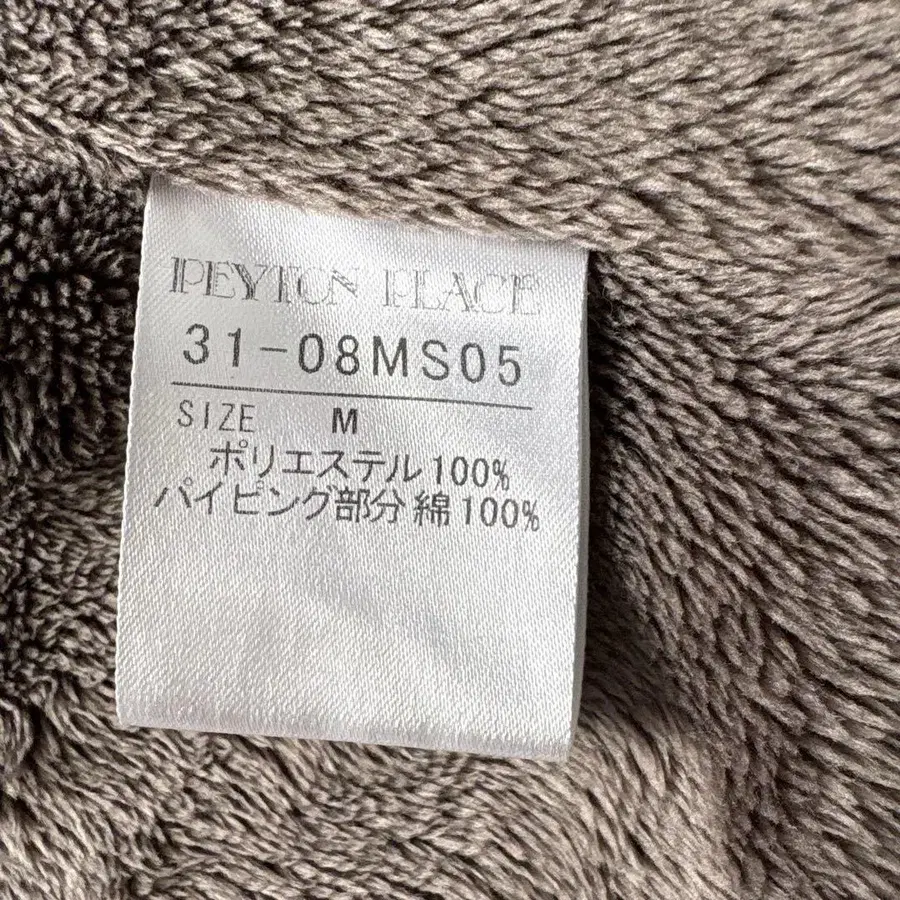 PEYTON PLACE
31-08MS05
SIZE M
ポリエステル100%
パイピング部分 綿100%